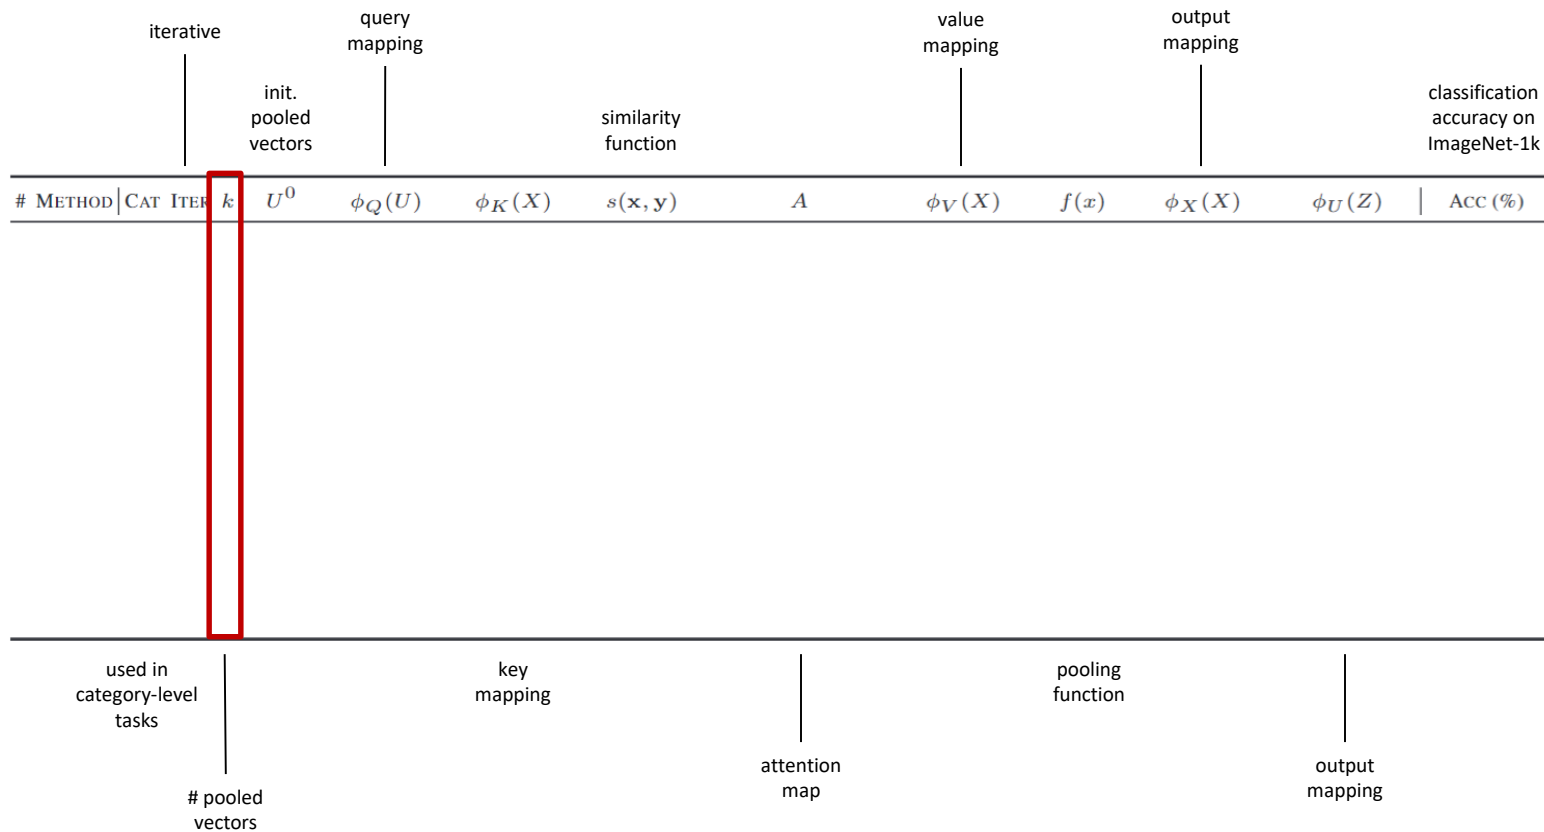 iterative
query
mapping
value
mapping
output
mapping
init.
pooled
vectors
similarity
function
classification
accuracy on
ImageNet-1k
# METHOD CAT ITER k U^0 ϕ_Q(U) ϕ_K(X) s(x, y) A ϕ_V(X) f(x) ϕ_X(X) ϕ_U(Z) ACC (%)
used in
category-level
tasks
key
mapping
pooling
function
attention
map
output
mapping
# pooled
vectors